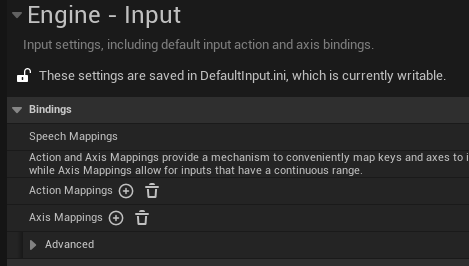 Engine - Input
Input settings, including default input action and axis bindings.
These settings are saved in DefaultInput.ini, which is currently writable.
Bindings
Speech Mappings
Action and Axis Mappings provide a mechanism to conveniently map keys and axes to i
while Axis Mappings allow for inputs that have a continuous range.
Action Mappings
Axis Mappings
Advanced